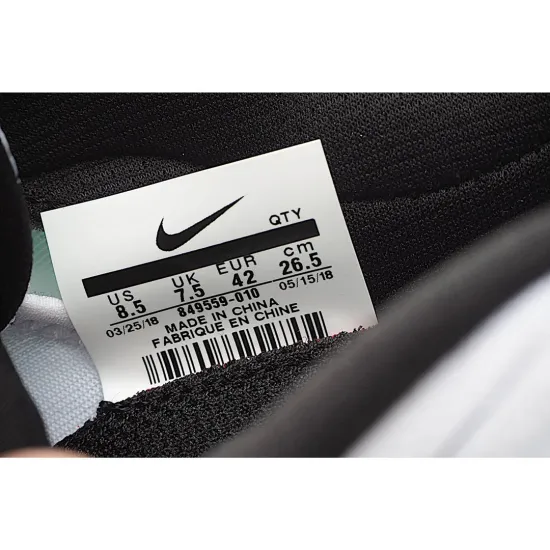 QTY
US UK EUR cm
8.5 7.5 42 26.5
03/25/18 849559-010 05/15/18
MADE IN CHINA
FABRIQUE EN CHINE